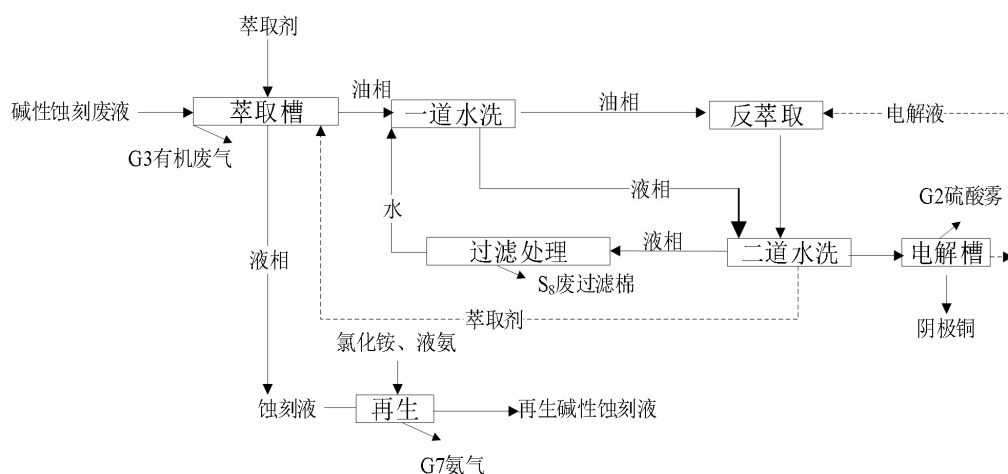 萃取剂
碱性蚀刻废液
萃取槽
油相
一道水洗
油相
反萃取
电解液
G3有机废气
液相
G2硫酸雾
水
过滤处理
液相
二道水洗
电解槽
液相
S₈废过滤棉
萃取剂
阴极铜
氯化铵、液氨
蚀刻液
再生
再生碱性蚀刻液
G7氨气